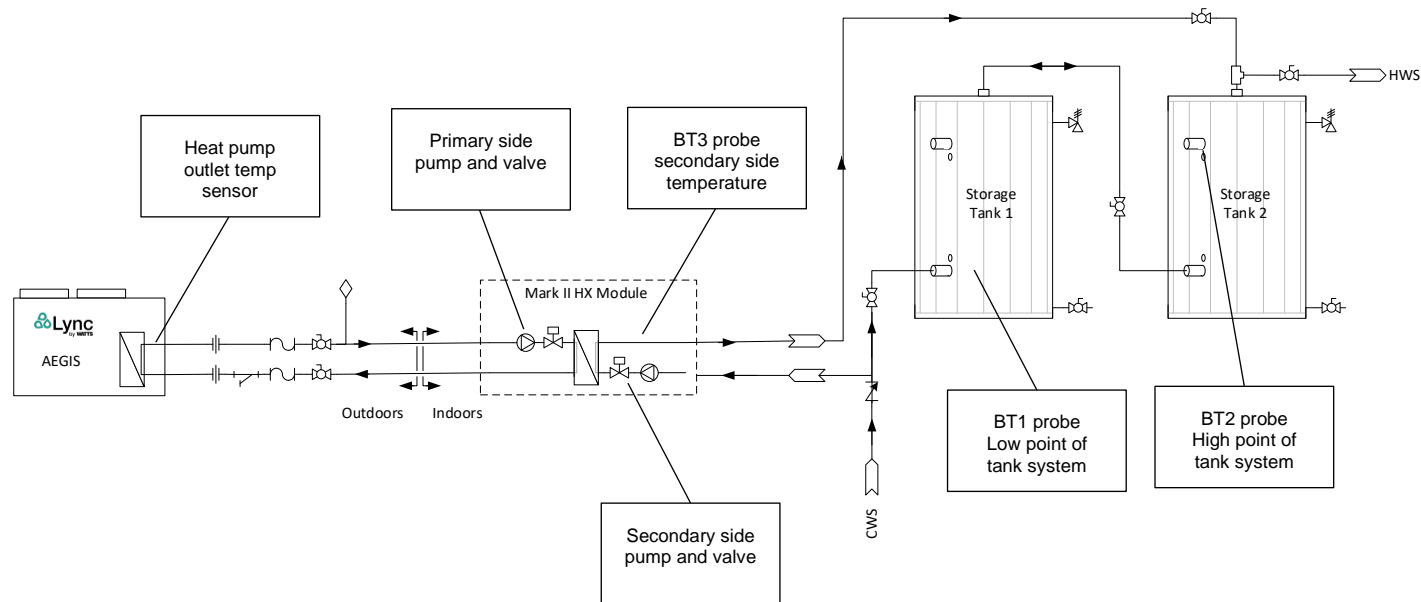 HWS
Heat pump
outlet temp
sensor
Primary side
pump and valve
BT3 probe
secondary side
temperature
Storage
Tank 1
Storage
Tank 2
Mark II HX Module
Lync
by WATTS
AEGIS
Outdoors
Indoors
BT1 probe
Low point of
tank system
BT2 probe
High point of
tank system
CWS
Secondary side
pump and valve